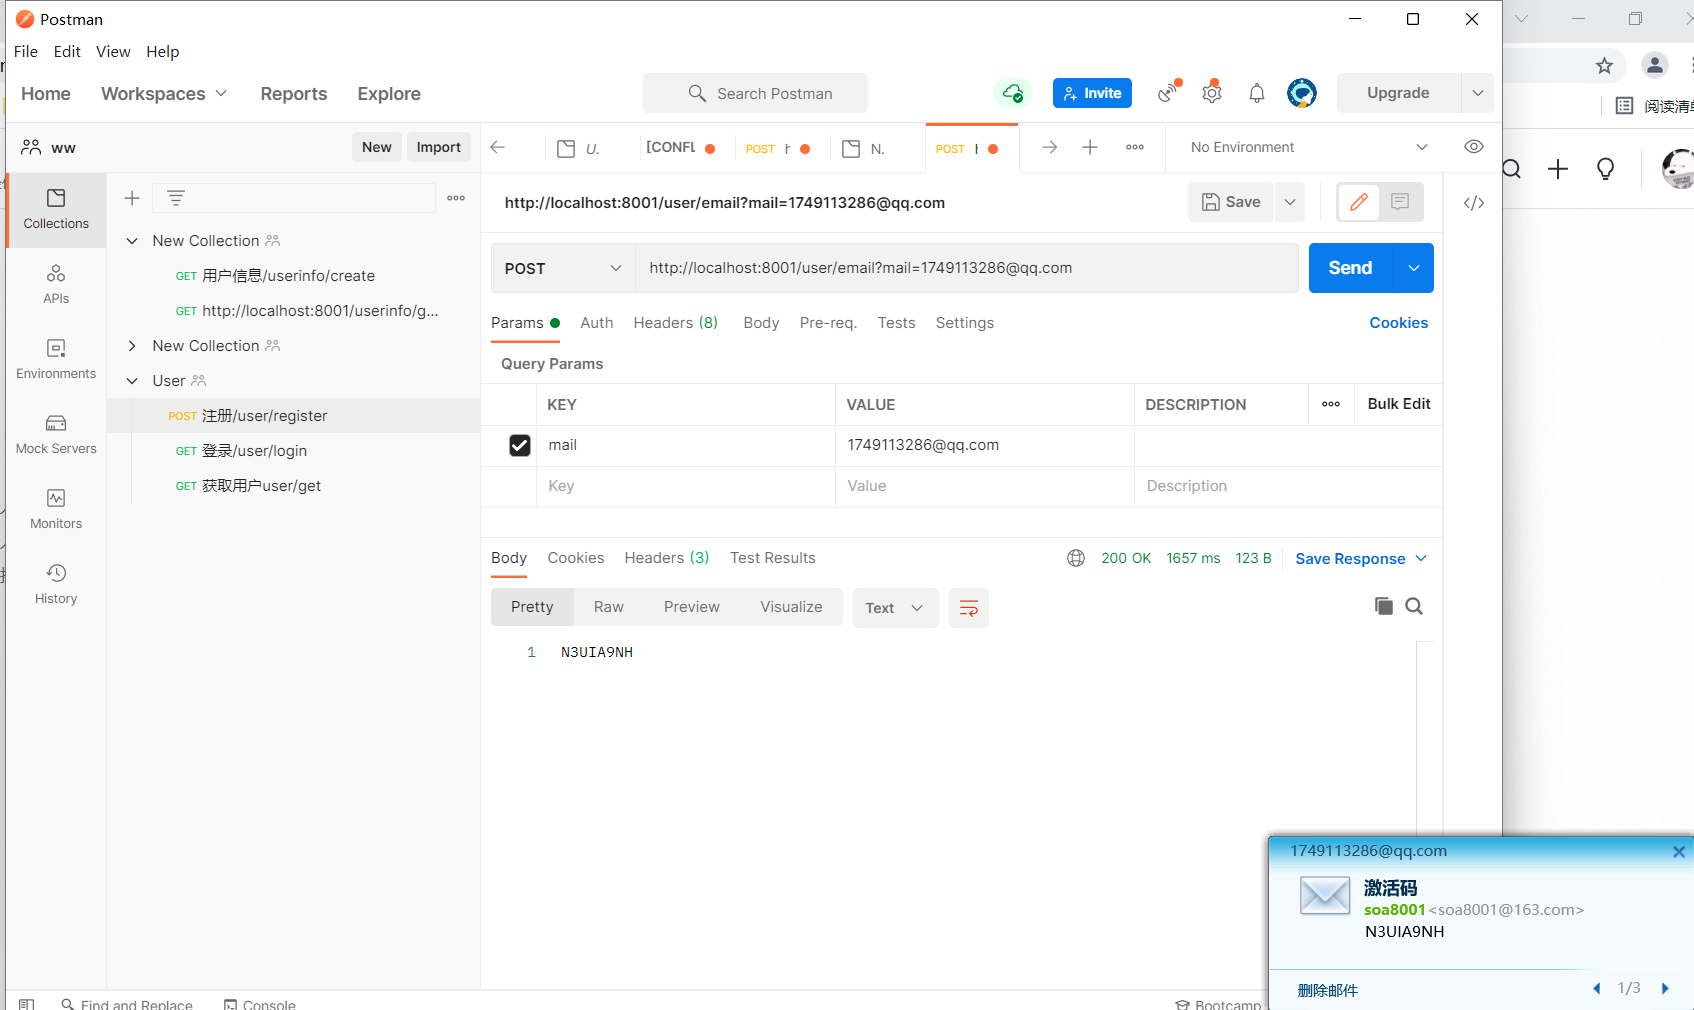 Postman
File Edit View Help
Home Workspaces Reports Explore Search Postman Invite Upgrade
阅读清单
ww New Import
U. [CONFL POST N. POST No Environment
Collections
APIs
Environments
Mock Servers
Monitors
History
New Collection
GET 用户信息/userinfo/create
GET http://localhost:8001/userinfo/g...
New Collection
User
POST 注册/user/register
GET 登录/user/login
GET 获取用户user/get
http://localhost:8001/user/email?mail=1749113286@qq.com Save
POST http://localhost:8001/user/email?mail=1749113286@qq.com Send
Params Auth Headers (8) Body Pre-req. Tests Settings Cookies
Query Params
KEY VALUE DESCRIPTION Bulk Edit
mail 1749113286@qq.com
Key Value Description
Body Cookies Headers (3) Test Results 200 OK 1657 ms 123 B Save Response
Pretty Raw Preview Visualize Text
1 N3UIA9NH
1749113286@qq.com
激活码
soa8001<soa8001@163.com>
N3UIA9NH
删除邮件 1/3
Find and Replace Console Bootcamp